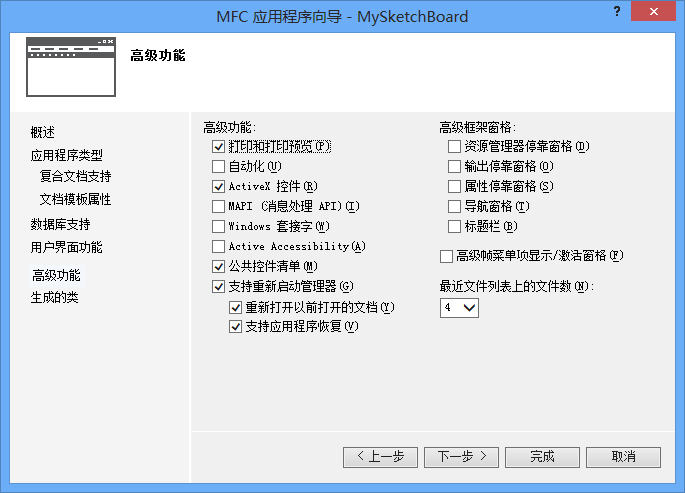 MFC 应用程序向导 - MySketchBoard
?
高级功能
概述
应用程序类型
复合文档支持
文档模板属性
数据库支持
用户界面功能
高级功能
生成的类
高级功能:
打印和打印预览(P)
自动化(U)
ActiveX 控件(R)
MAPI (消息处理 API)(I)
Windows 套接字(W)
Active Accessibility(A)
公共控件清单(M)
支持重新启动管理器(G)
重新打开以前打开的文档(Y)
支持应用程序恢复(V)
高级框架窗格:
资源管理器停靠窗格(D)
输出停靠窗格(O)
属性停靠窗格(S)
导航窗格(T)
标题栏(B)
高级帧菜单项显示/激活窗格(F)
最近文件列表上的文件数(N):
4
< 上一步
下一步 >
完成
取消